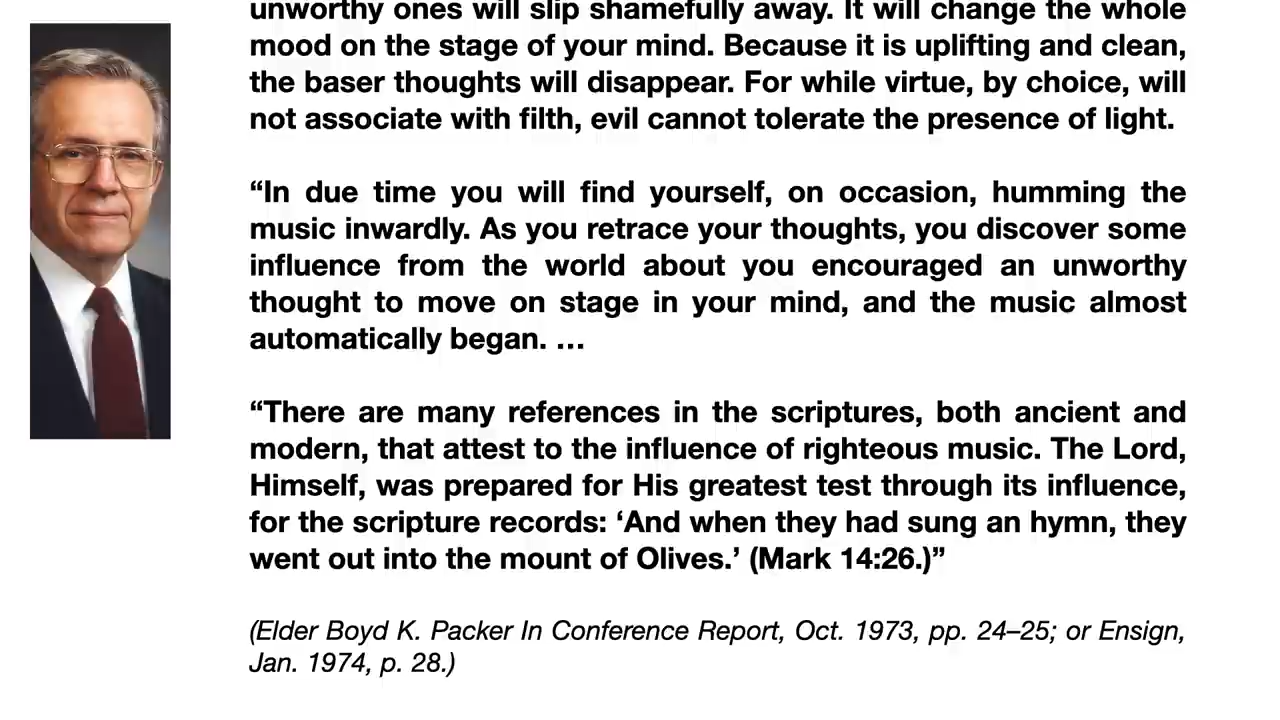 unworthy ones will slip shamefully away. It will change the whole
mood on the stage of your mind. Because it is uplifting and clean,
the baser thoughts will disappear. For while virtue, by choice, will
not associate with filth, evil cannot tolerate the presence of light.
“In due time you will find yourself, on occasion, humming the
music inwardly. As you retrace your thoughts, you discover some
influence from the world about you encouraged an unworthy
thought to move on stage in your mind, and the music almost
automatically began. …
“There are many references in the scriptures, both ancient and
modern, that attest to the influence of righteous music. The Lord,
Himself, was prepared for His greatest test through its influence,
for the scripture records: ‘And when they had sung an hymn, they
went out into the mount of Olives.’ (Mark 14:26.)”
(Elder Boyd K. Packer In Conference Report, Oct. 1973, pp. 24–25; or Ensign,
Jan. 1974, p. 28.)